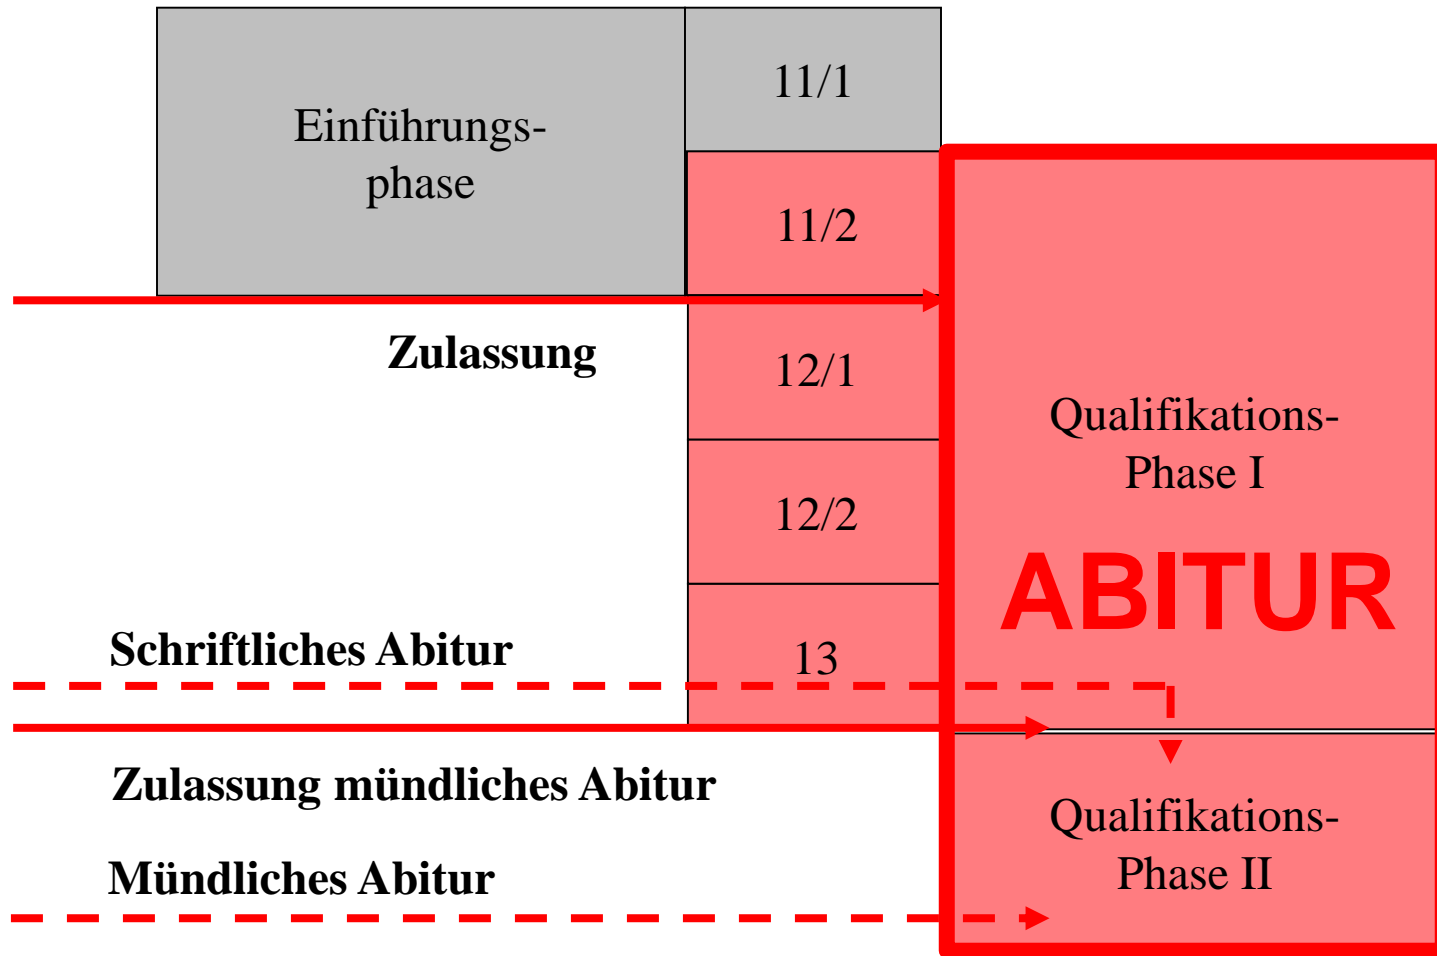 11/1
Einführungs-
phase
11/2
Zulassung
12/1
Qualifikations-
Phase I
12/2
ABITUR
Schriftliches Abitur
13
Zulassung mündliches Abitur
Qualifikations-
Phase II
Mündliches Abitur